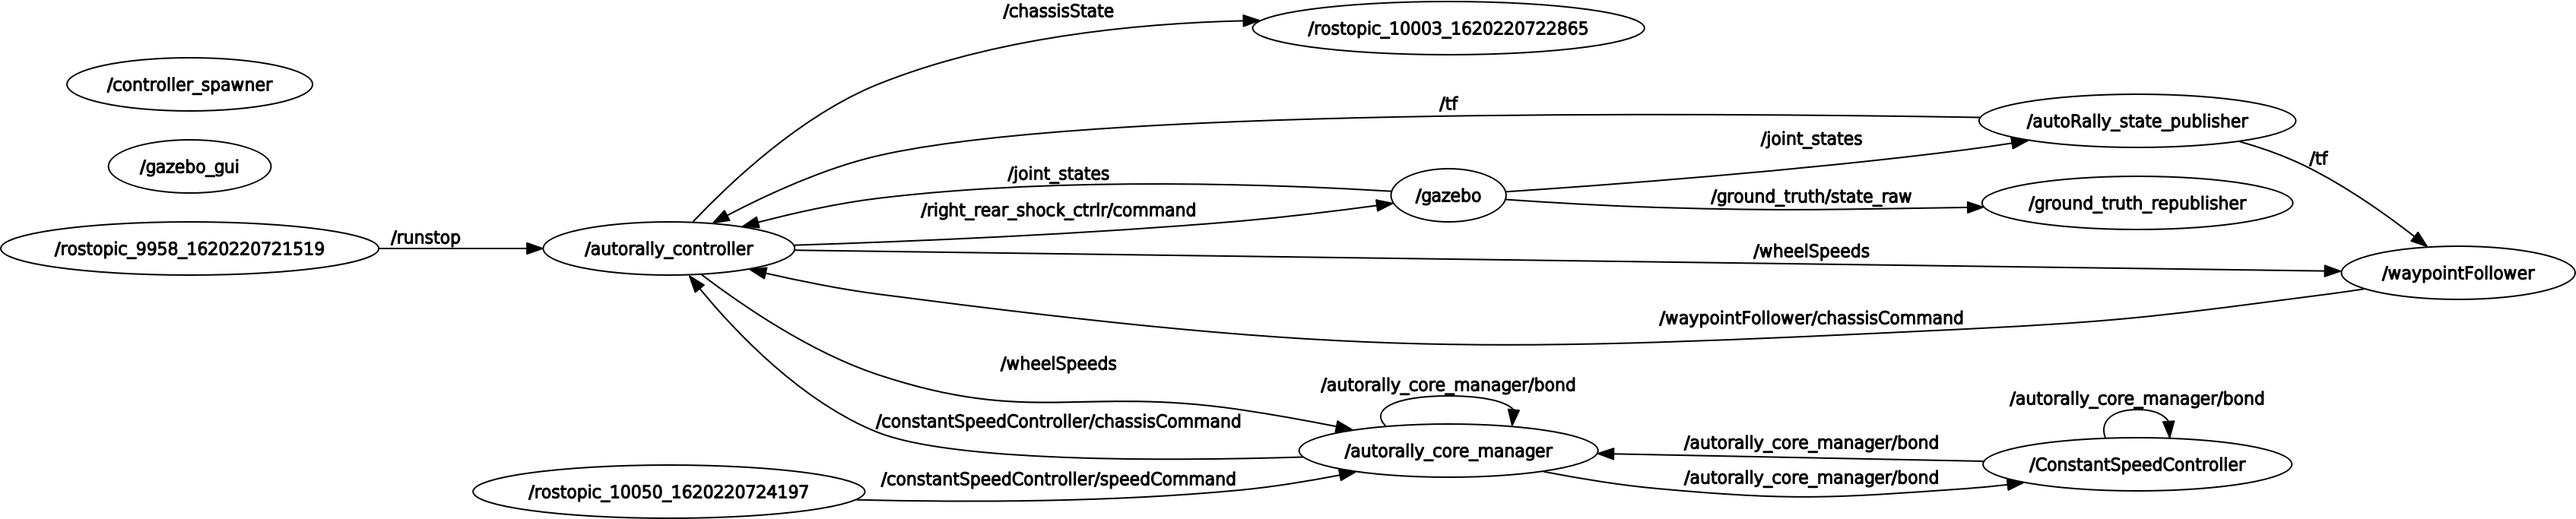 /chassisState
/rostopic_10003_1620220722865
/controller_spawner
/tf
/autoRally_state_publisher
/joint_states
/tf
/gazebo_gui
/joint_states
/gazebo
/ground_truth/state_raw
/ground_truth_republisher
/right_rear_shock_ctrlr/command
/rostopic_9958_1620220721519
/runstop
/autorally_controller
/wheelSpeeds
/waypointFollower
/waypointFollower/chassisCommand
/wheelSpeeds
/autorally_core_manager/bond
/autorally_core_manager/bond
/constantSpeedController/chassisCommand
/autorally_core_manager
/autorally_core_manager/bond
/ConstantSpeedController
/autorally_core_manager/bond
/rostopic_10050_1620220724197
/constantSpeedController/speedCommand